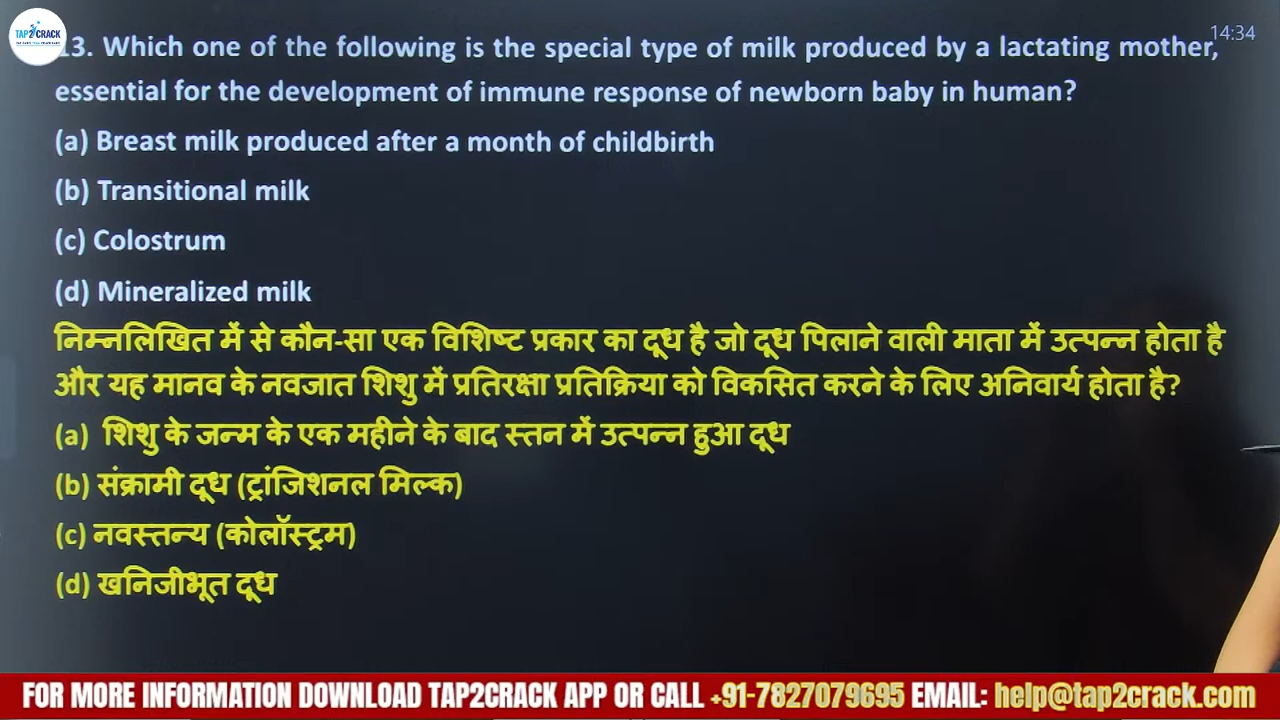 TAP2CRACK
14:34
13. Which one of the following is the special type of milk produced by a lactating mother,
essential for the development of immune response of newborn baby in human?
(a) Breast milk produced after a month of childbirth
(b) Transitional milk
(c) Colostrum
(d) Mineralized milk
निम्नलिखित में से कौन-सा एक विशिष्ट प्रकार का दूध है जो दूध पिलाने वाली माता में उत्पन्न होता है
और यह मानव के नवजात शिशु में प्रतिरक्षा प्रतिक्रिया को विकसित करने के लिए अनिवार्य होता है?
(a) शिशु के जन्म के एक महीने के बाद स्तन में उत्पन्न हुआ दूध
(b) संक्रामी दूध (ट्रांजिशनल मिल्क)
(c) नवस्तन्य (कोलॉस्ट्रम)
(d) खनिजीभूत दूध
FOR MORE INFORMATION DOWNLOAD TAP2CRACK APP OR CALL +91-7827079695 EMAIL: help@tap2crack.com